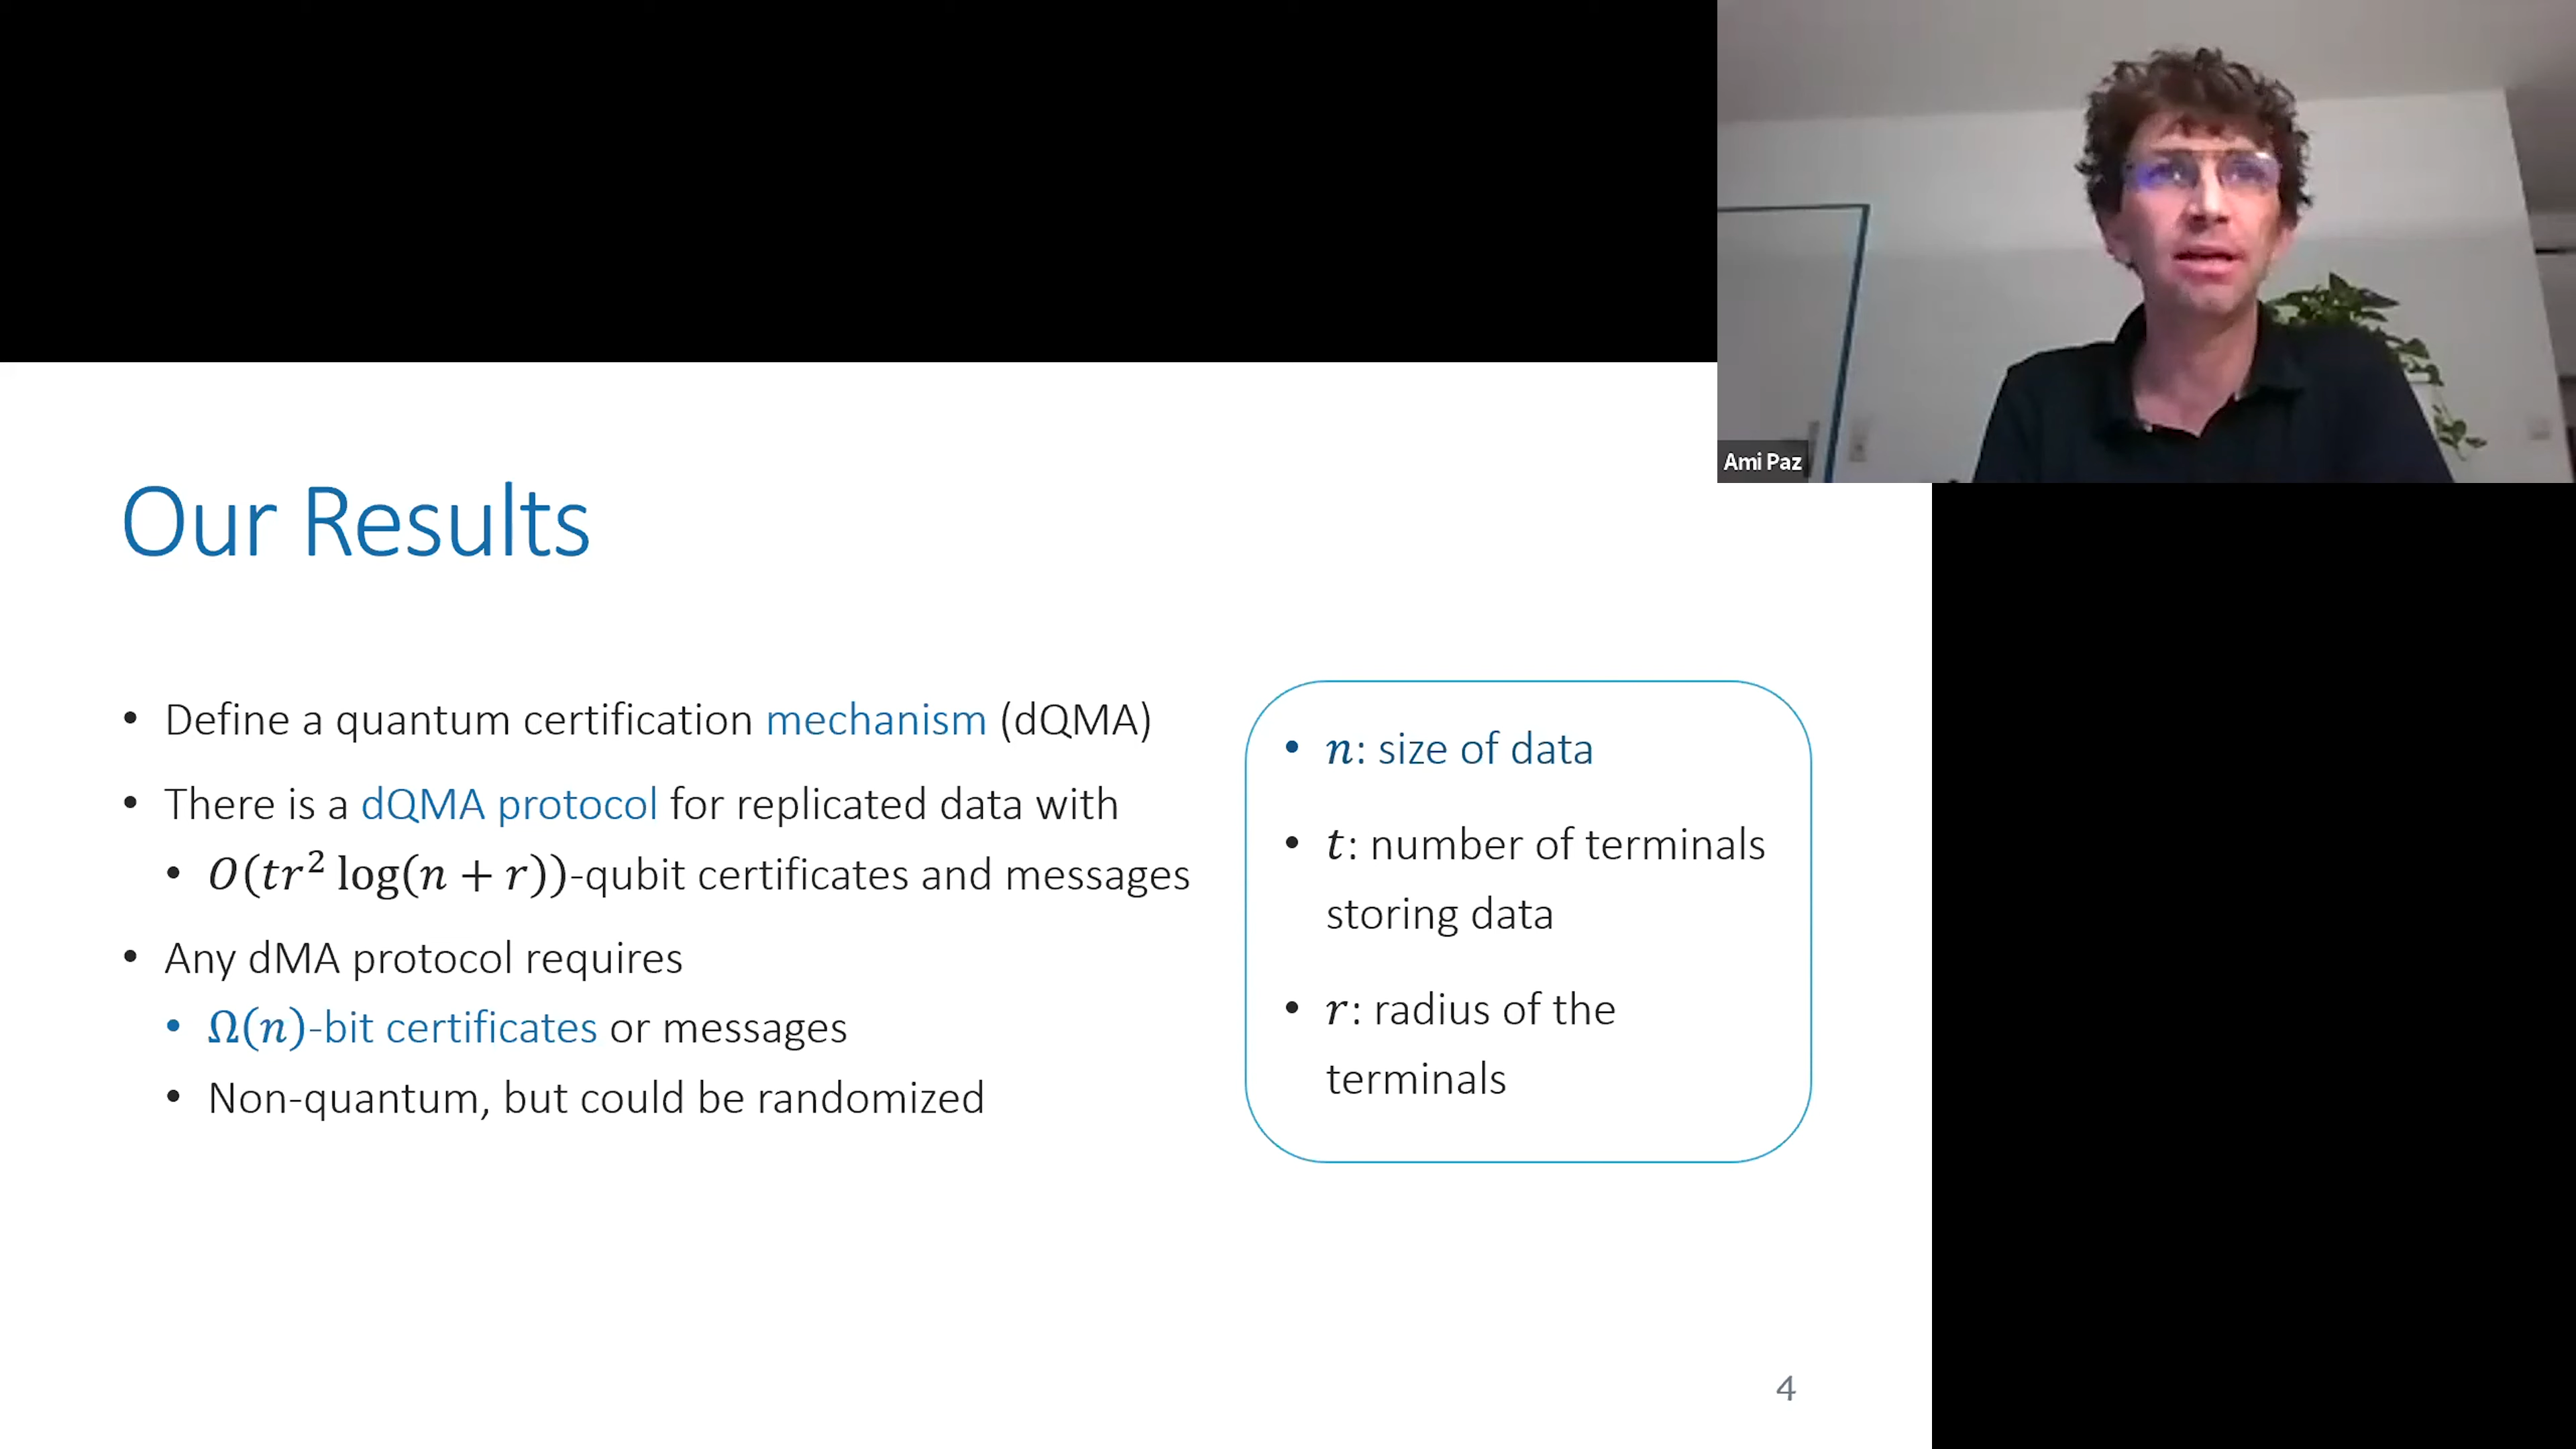 Ami Paz
Our Results
• Define a quantum certification mechanism (dQMA)
• There is a dQMA protocol for replicated data with
• O(tr² log(n + r))-qubit certificates and messages
• Any dMA protocol requires
• Ω(n)-bit certificates or messages
• Non-quantum, but could be randomized
• n: size of data
• t: number of terminals
storing data
• r: radius of the
terminals
4